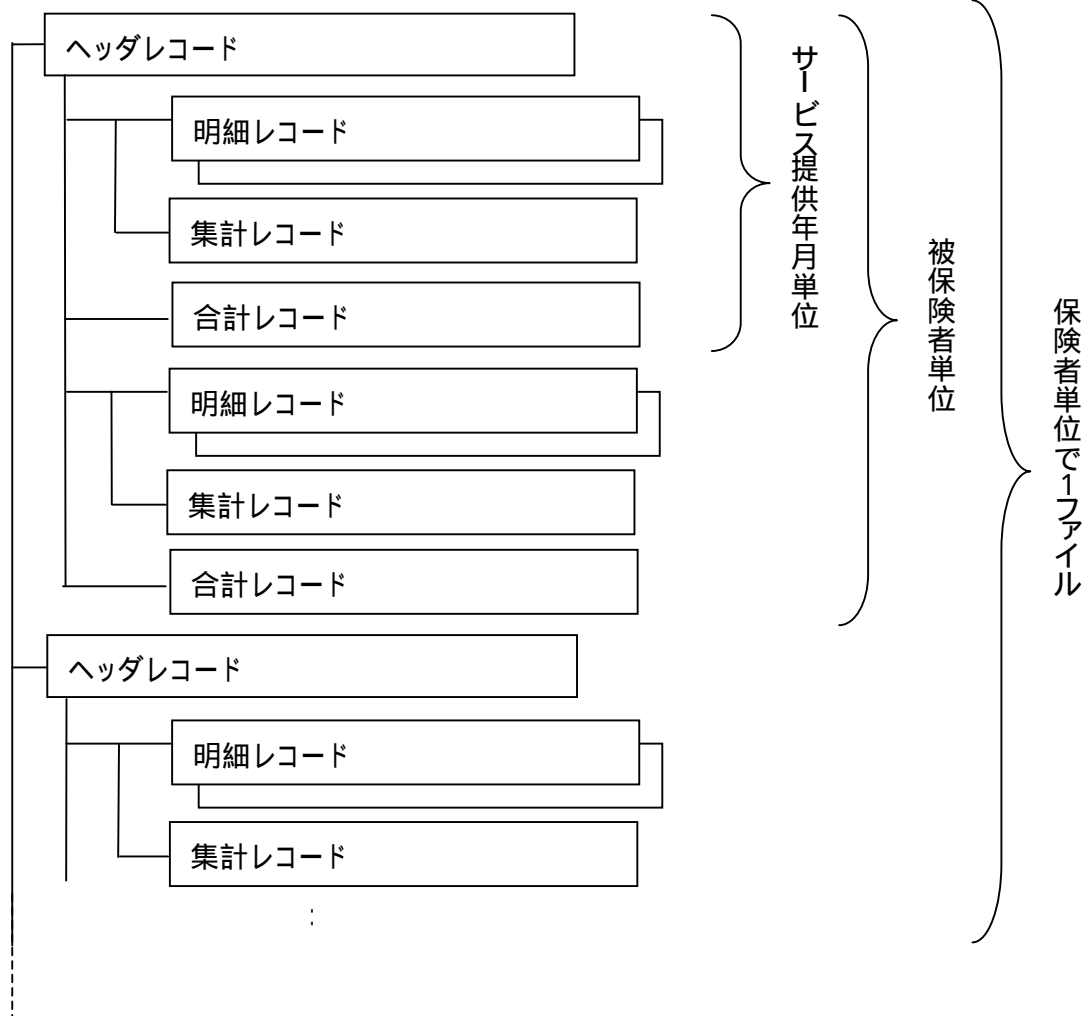 ヘッダレコード
明細レコード
集計レコード
合計レコード
明細レコード
集計レコード
合計レコード
ヘッダレコード
明細レコード
集計レコード
:
サービス提供年月単位
被保険者単位
保険者単位で1ファイル